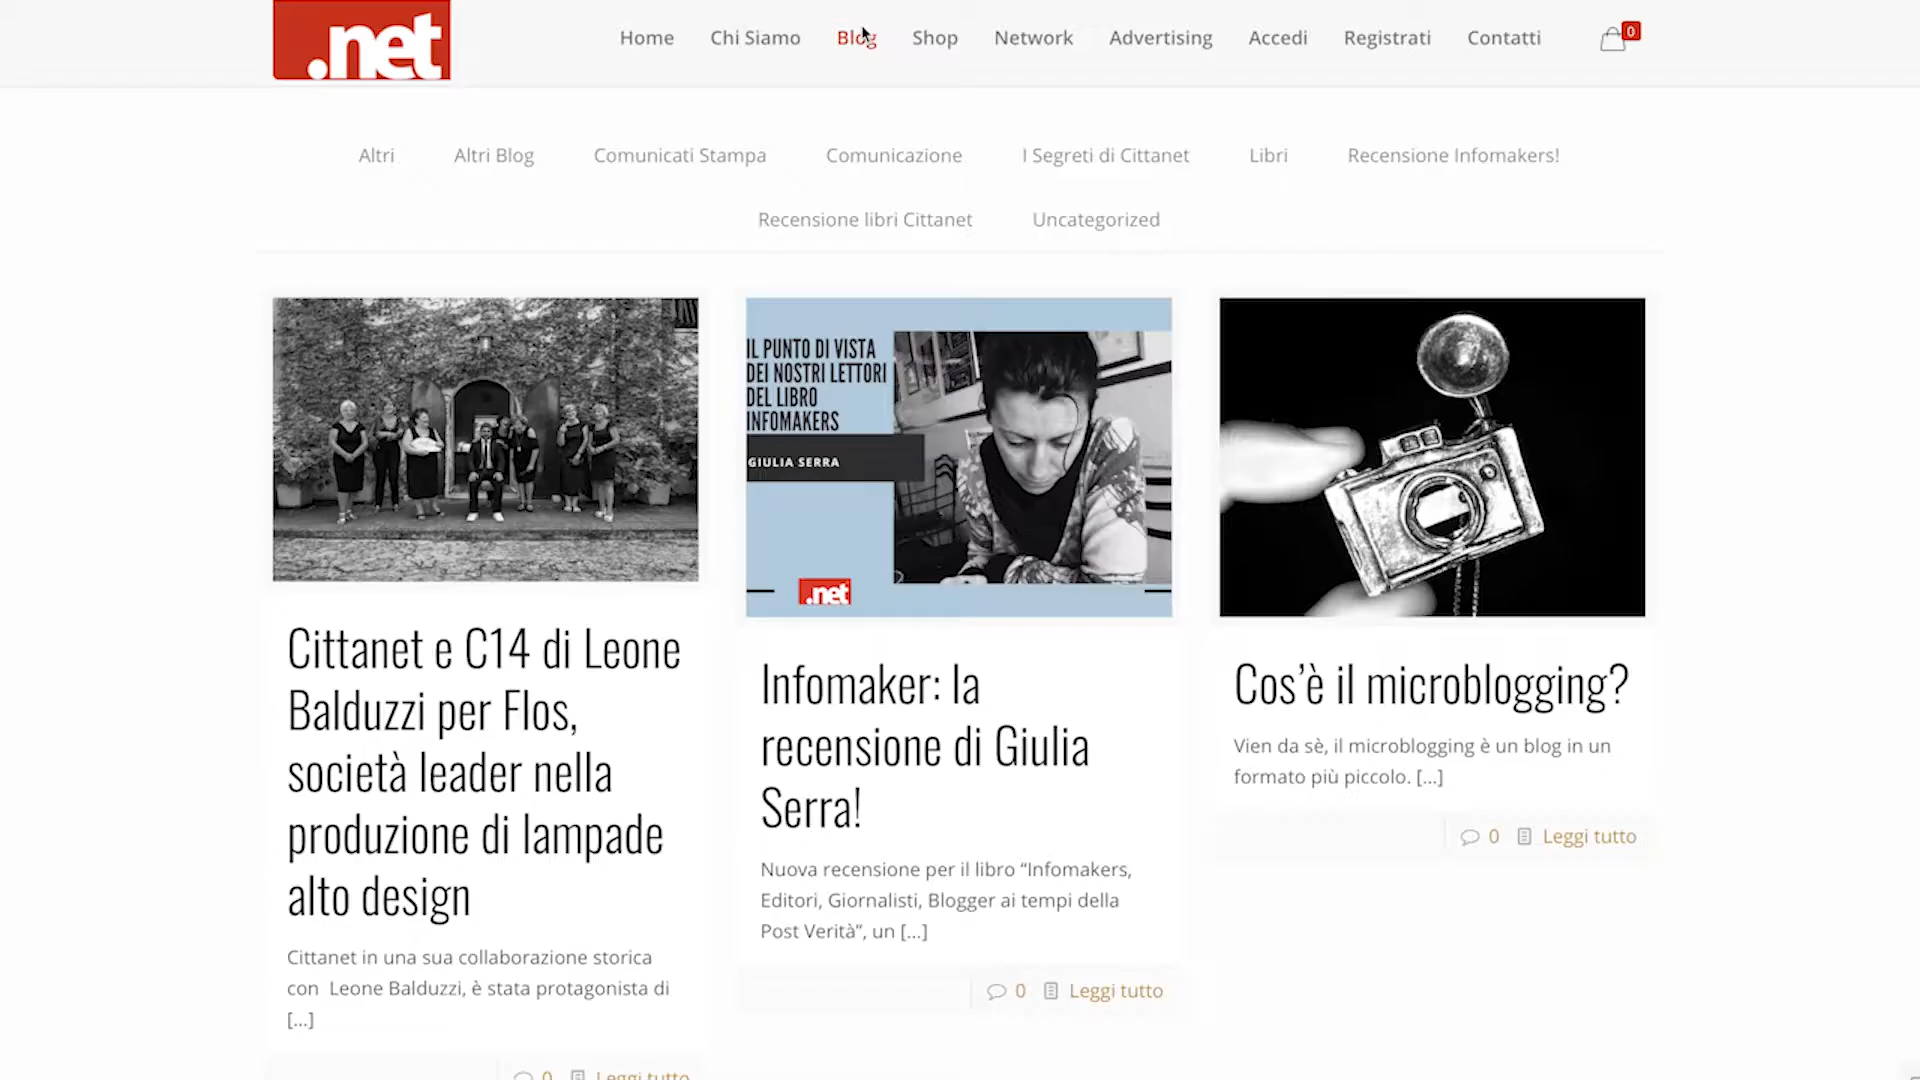 .net
Home Chi Siamo Blog Shop Network Advertising Accedi Registrati Contatti 0
Altri Altri Blog Comunicati Stampa Comunicazione I Segreti di Cittanet Libri Recensione Infomakers!
Recensione libri Cittanet Uncategorized
Cittanet e C14 di Leone
Balduzzi per Flos,
società leader nella
produzione di lampade
alto design
Cittanet in una sua collaborazione storica
con Leone Balduzzi, è stata protagonista di
[...]
0 Leggi tutto
IL PUNTO DI VISTA
DEI NOSTRI LETTORI
DEL LIBRO
INFOMAKERS
GIULIA SERRA
.net
Infomaker: la
recensione di Giulia
Serra!
Nuova recensione per il libro “Infomakers,
Editori, Giornalisti, Blogger ai tempi della
Post Verità”, un [...]
0 Leggi tutto
Cos’è il microblogging?
Vien da sè, il microblogging è un blog in un
formato più piccolo. [...]
0 Leggi tutto